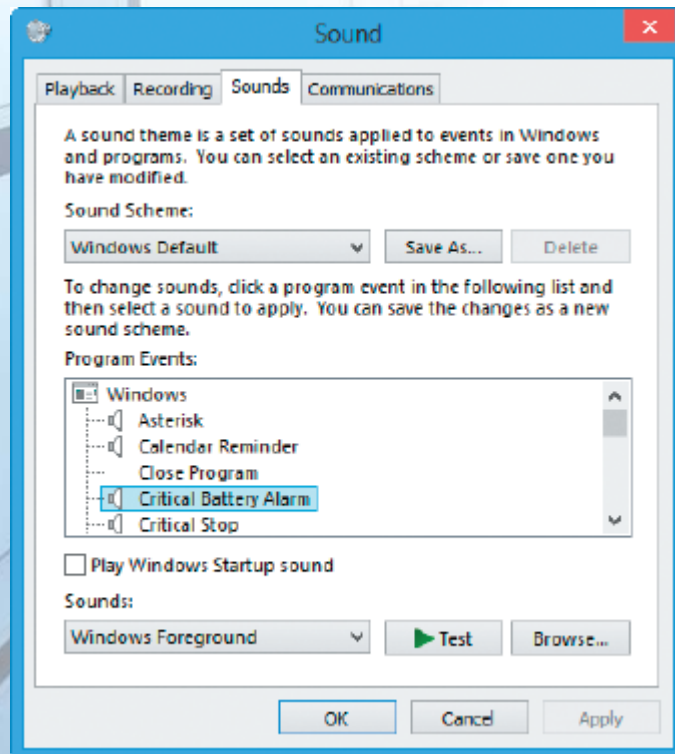 Sound
Playback Recording Sounds Communications
A sound theme is a set of sounds applied to events in Windows
and programs. You can select an existing scheme or save one you
have modified.
Sound Scheme:
Windows Default Save As... Delete
To change sounds, click a program event in the following list and
then select a sound to apply. You can save the changes as a new
sound scheme.
Program Events:
Windows
Asterisk
Calendar Reminder
Close Program
Critical Battery Alarm
Critical Stop
Play Windows Startup sound
Sounds:
Windows Foreground Test Browse...
OK Cancel Apply